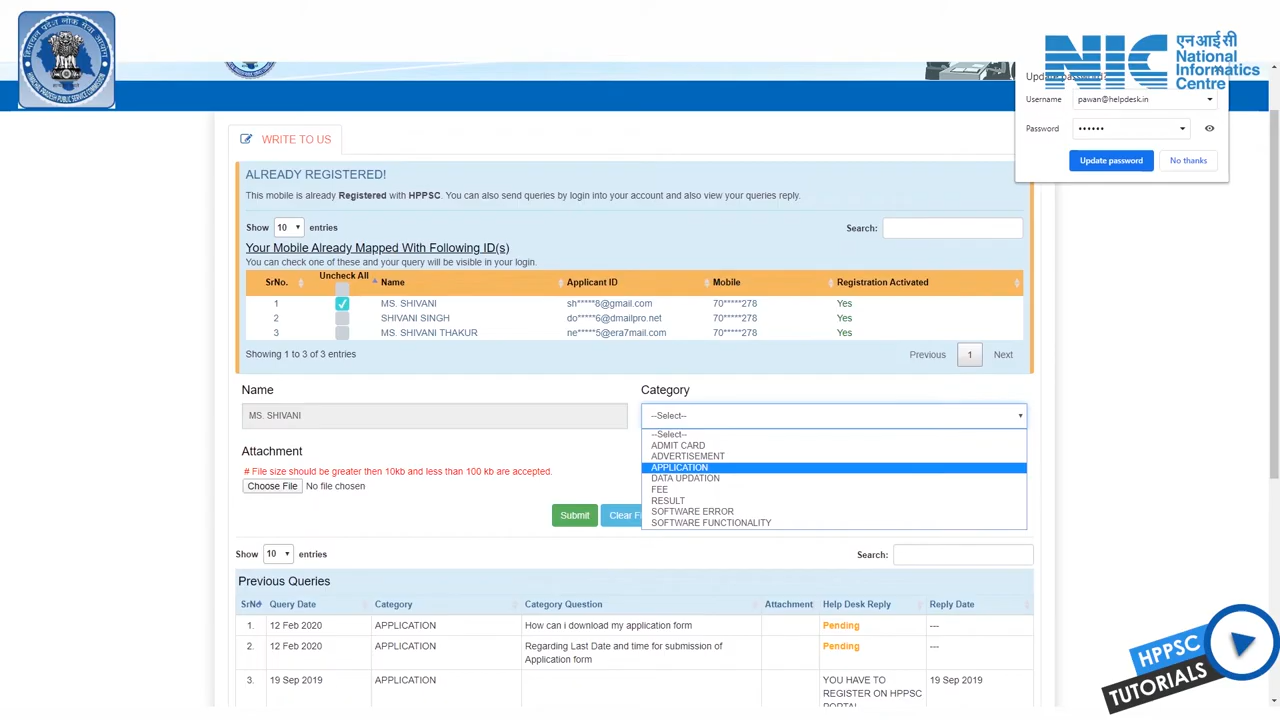 एन आई सी
NIC National
Informatics
Centre
Update password?
Username pawan@helpdesk.in
Password ••••••
Update password No thanks
WRITE TO US
ALREADY REGISTERED!
This mobile is already Registered with HPPSC. You can also send queries by login into your account and also view your queries reply.
Show 10 entries Search:
Your Mobile Already Mapped With Following ID(s)
You can check one of these and your query will be visible in your login.
SrNo. Uncheck All Name Applicant ID Mobile Registration Activated
1 MS. SHIVANI sh*****8@gmail.com 70*****278 Yes
2 SHIVANI SINGH do*****6@dmailpro.net 70*****278 Yes
3 MS. SHIVANI THAKUR ne*****5@era7mail.com 70*****278 Yes
Showing 1 to 3 of 3 entries Previous 1 Next
Name Category
MS. SHIVANI --Select--
--Select--
ADMIT CARD
ADVERTISEMENT
APPLICATION
DATA UPDATION
FEE
RESULT
SOFTWARE ERROR
SOFTWARE FUNCTIONALITY
Attachment
# File size should be greater then 10kb and less than 100 kb are accepted.
Choose File No file chosen
Submit Clear Fi
Show 10 entries Search:
Previous Queries
SrNo Query Date Category Category Question Attachment Help Desk Reply Reply Date
1. 12 Feb 2020 APPLICATION How can i download my application form Pending ---
2. 12 Feb 2020 APPLICATION Regarding Last Date and time for submission of Pending ---
Application form
3. 19 Sep 2019 APPLICATION YOU HAVE TO 19 Sep 2019
REGISTER ON HPPSC
PORTAL
HPPSC
TUTORIALS